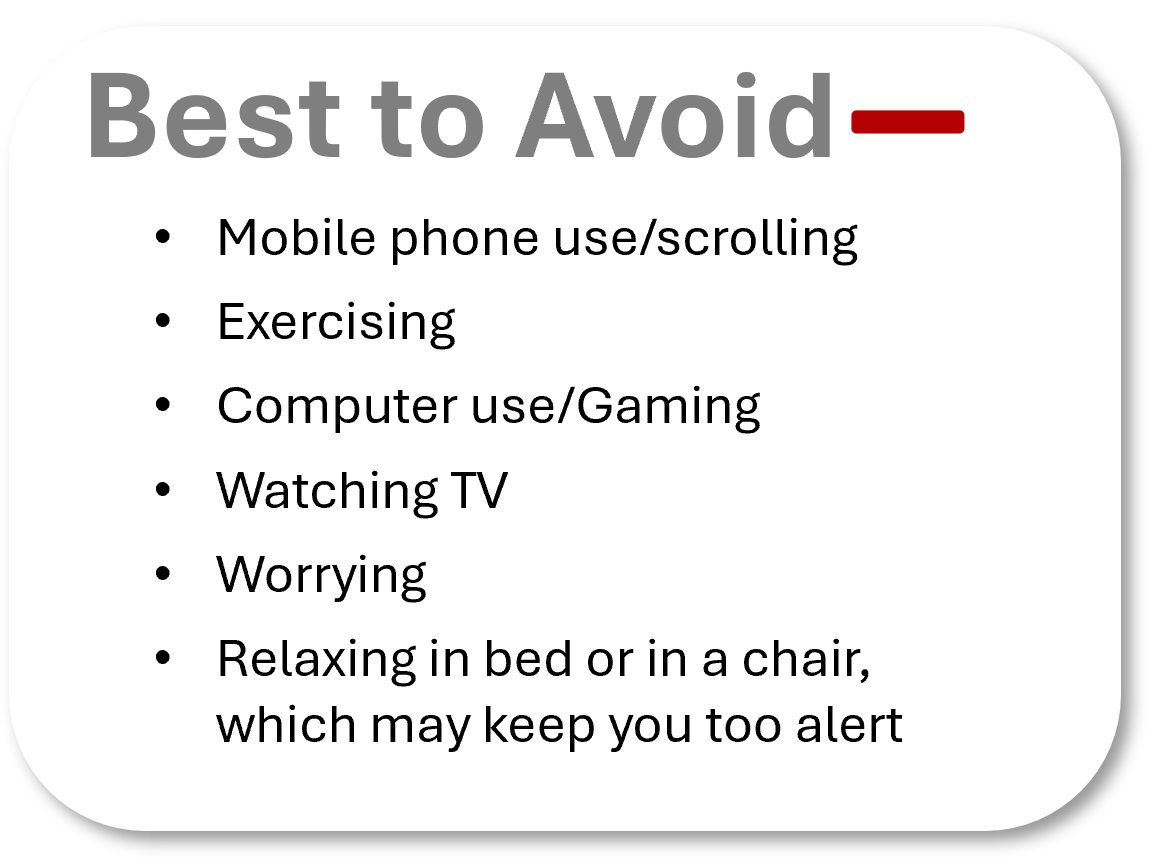 Best to Avoid
• Mobile phone use/scrolling
• Exercising
• Computer use/Gaming
• Watching TV
• Worrying
• Relaxing in bed or in a chair,
which may keep you too alert